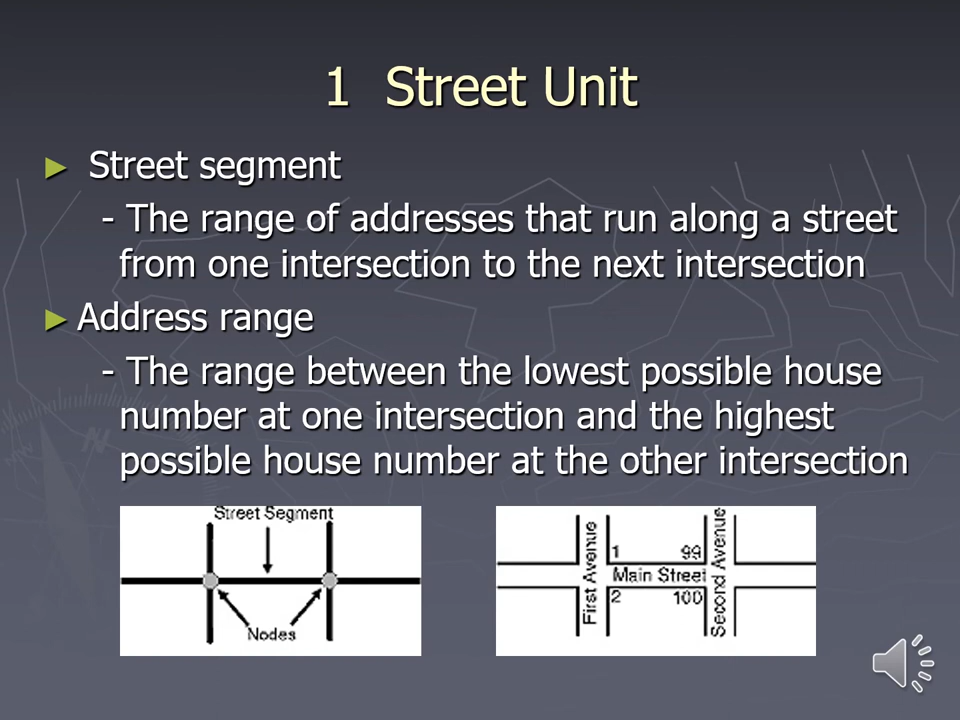 1 Street Unit
► Street segment
- The range of addresses that run along a street
from one intersection to the next intersection
► Address range
- The range between the lowest possible house
number at one intersection and the highest
possible house number at the other intersection
Street Segment
Nodes
First Avenue
1 99
Main Street
2 100
Second Avenue